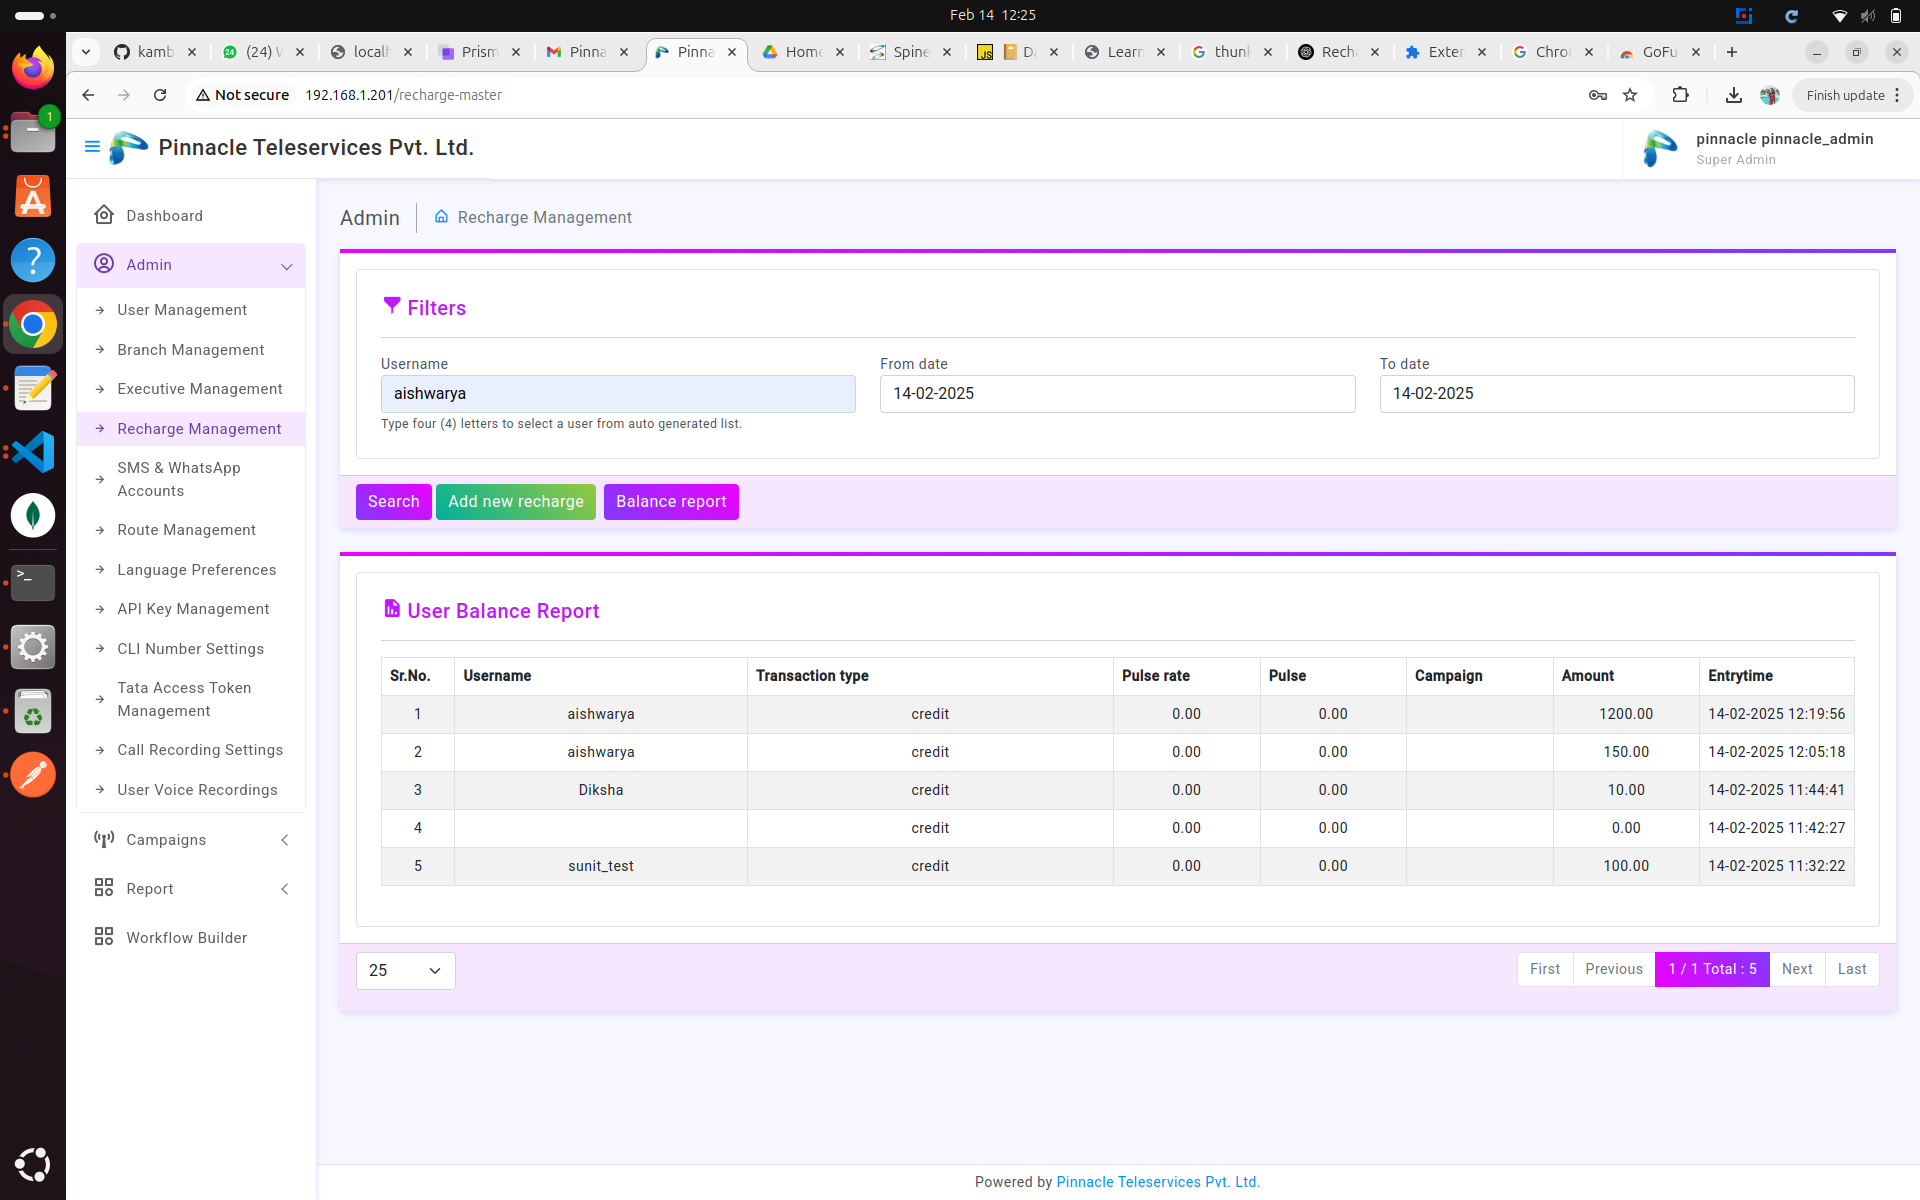 Feb 14 12:25
kamb
(24) W
localh
Prism
Pinna
Pinna
Home
Spine
Da
Learn
thunk
Rech
Exter
Chro
GoFu
Not secure 192.168.1.201/recharge-master
Finish update
Pinnacle Teleservices Pvt. Ltd.
pinnacle pinnacle_admin
Super Admin
Dashboard
Admin
User Management
Branch Management
Executive Management
Recharge Management
SMS & WhatsApp
Accounts
Route Management
Language Preferences
API Key Management
CLI Number Settings
Tata Access Token
Management
Call Recording Settings
User Voice Recordings
Campaigns
Report
Workflow Builder
Admin
Recharge Management
Filters
Username From date To date
aishwarya 14-02-2025 14-02-2025
Type four (4) letters to select a user from auto generated list.
Search Add new recharge Balance report
User Balance Report
Sr.No. Username Transaction type Pulse rate Pulse Campaign Amount Entrytime
1 aishwarya credit 0.00 0.00 1200.00 14-02-2025 12:19:56
2 aishwarya credit 0.00 0.00 150.00 14-02-2025 12:05:18
3 Diksha credit 0.00 0.00 10.00 14-02-2025 11:44:41
4 credit 0.00 0.00 0.00 14-02-2025 11:42:27
5 sunit_test credit 0.00 0.00 100.00 14-02-2025 11:32:22
25
First Previous 1 / 1 Total : 5 Next Last
Powered by Pinnacle Teleservices Pvt. Ltd.